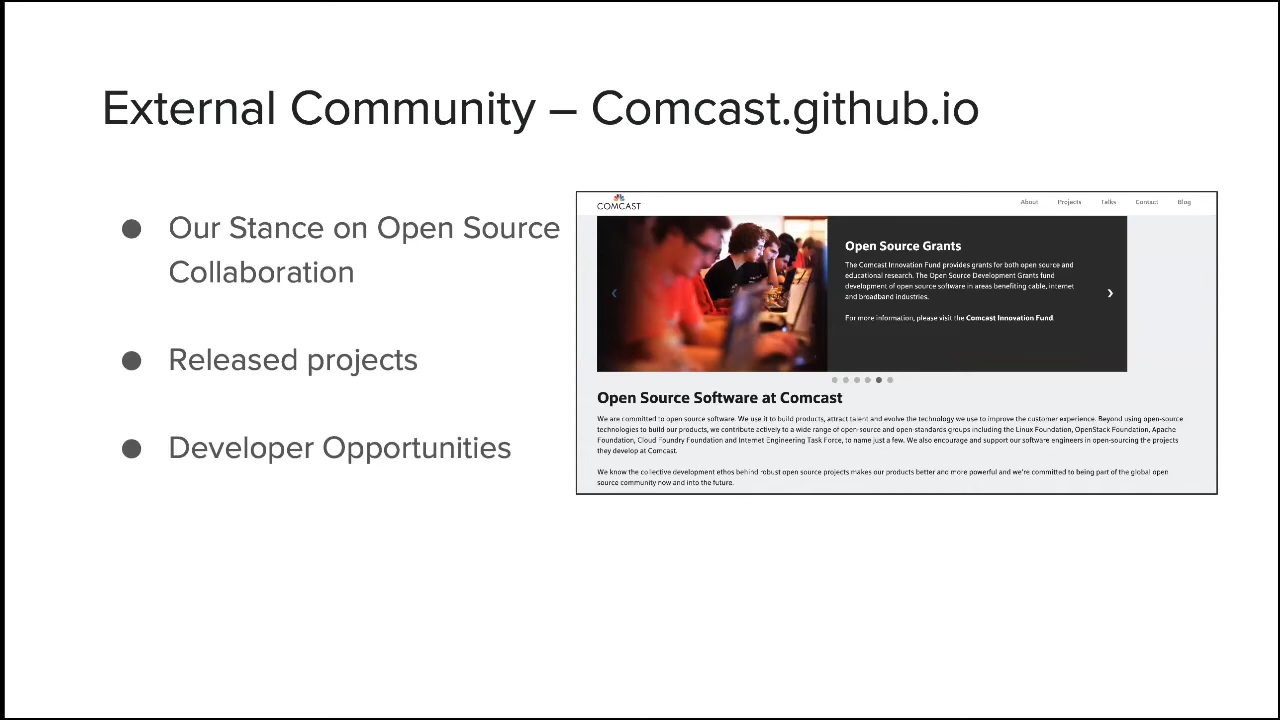 External Community – Comcast.github.io
● Our Stance on Open Source
Collaboration
● Released projects
● Developer Opportunities
COMCAST
About Projects Talks Contact Blog
Open Source Grants
The Comcast Innovation Fund provides grants for both open source and
educational research. The Open Source Development Grants fund
development of open source software in areas benefiting cable, internet
and broadband industries.
For more information, please visit the Comcast Innovation Fund.
Open Source Software at Comcast
We are committed to open source software. We use it to build products, attract talent and evolve the technology we use to improve the customer experience. Beyond using open-source
technologies to build our products, we contribute actively to a wide range of open-source and open-standards groups including the Linux Foundation, OpenStack Foundation, Apache
Foundation, Cloud Foundry Foundation and Internet Engineering Task Force, to name just a few. We also encourage and support our software engineers in open-sourcing the projects
they develop at Comcast.
We know the collective development ethos behind robust open source projects makes our products better and more powerful and we're committed to being part of the global open
source community now and into the future.